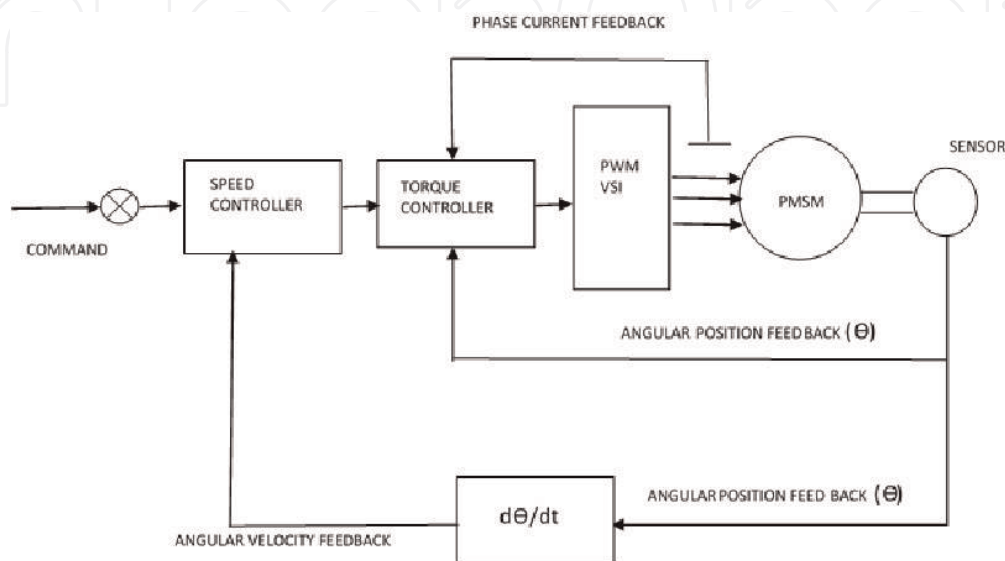 PHASE CURRENT FEEDBACK
SENSOR
SPEED
CONTROLLER
TORQUE
CONTROLLER
PWM
VSI
PMSM
COMMAND
ANGULAR POSITION FEEDBACK (Ө)
ANGULAR POSITION FEED BACK (Ө)
dӨ/dt
ANGULAR VELOCITY FEEDBACK